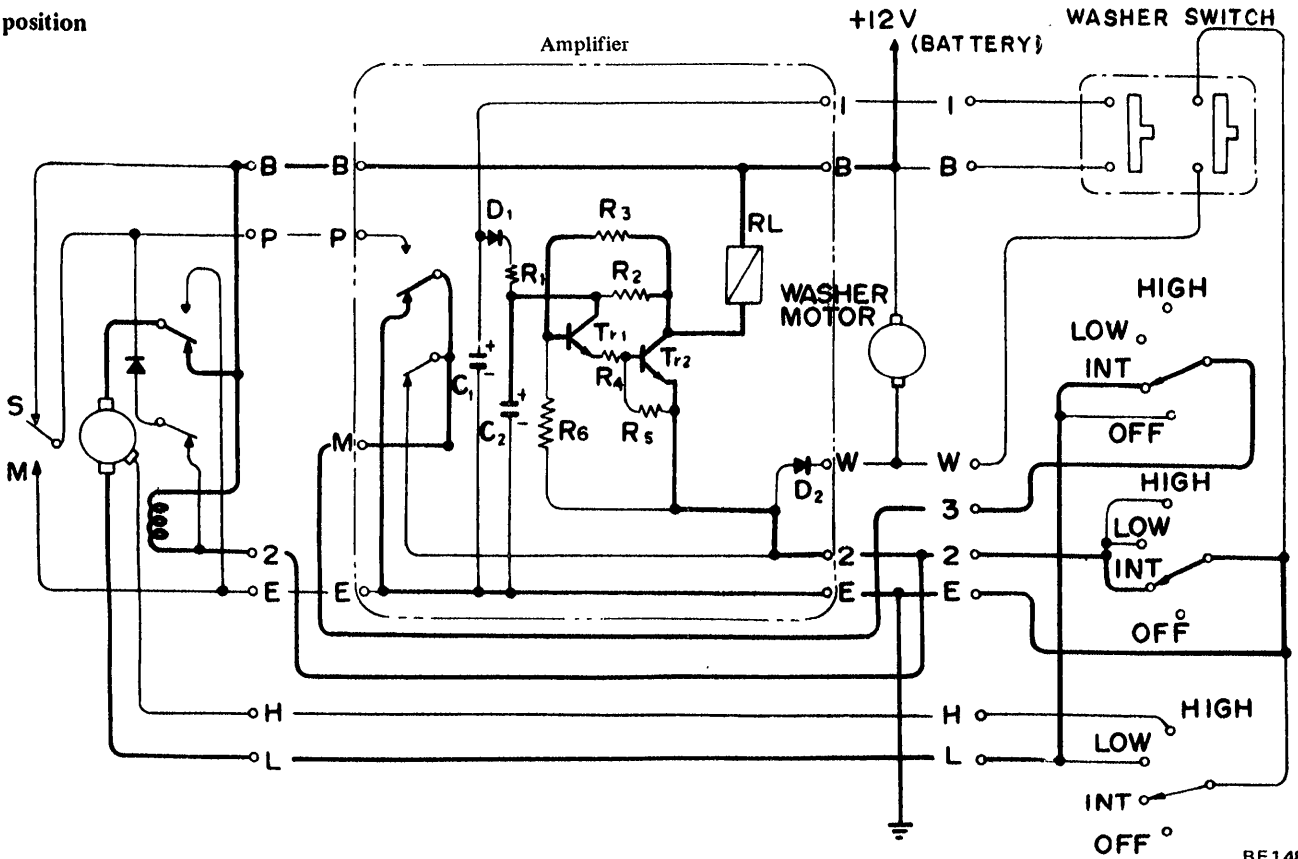 position
+12V
(BATTERY)
WASHER SWITCH
Amplifier
I
I
B
B
B
B
P
P
D1
R3
RL
R1
R2
WASHER
MOTOR
HIGH
LOW
INT
OFF
Tr1
Tr2
C1
R4
+
-
+
-
C2
R6
R5
S
M
M
W
W
D2
HIGH
LOW
INT
OFF
3
2
2
2
E
E
E
E
H
H
HIGH
L
L
LOW
INT
OFF